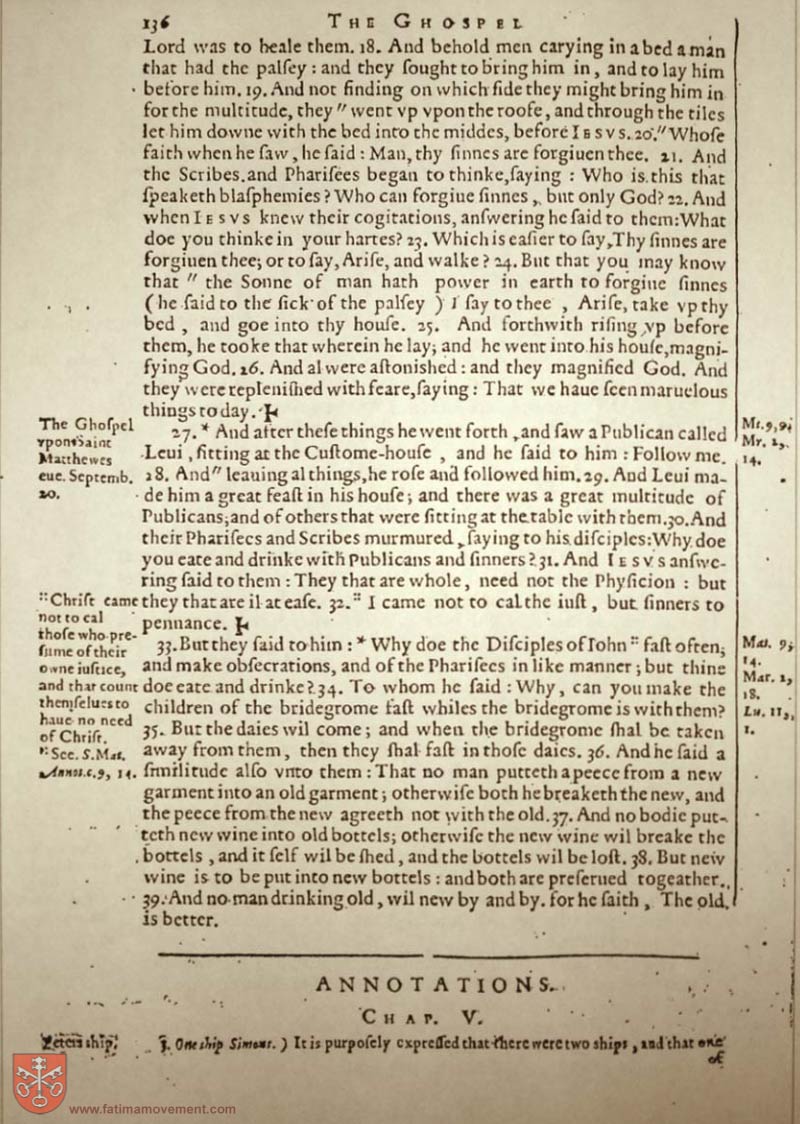 136 THE GHOSPEL
Lord was to heale them. 18. And behold men carying in a bed a man
that had the palſey : and they ſought to bring him in, and to lay him
before him. 19. And not finding on which ſide they might bring him in
for the multitude, they " went vp vpon the roofe, and through the tiles
let him downe with the bed into the middes, before IESVS. 20. " Whoſe
faith when he ſaw, he ſaid : Man, thy ſinnes are forgiuen thee. 21. And
the Scribes and Phariſees began to thinke, ſaying : Who is this that
ſpeaketh blaſphemies ? Who can forgiue ſinnes, but only God? 22. And
when IESVS knew their cogitations, anſwering he ſaid to them: What
doe you thinke in your hartes? 23. Which is eaſier to ſay, Thy ſinnes are
forgiuen thee; or to ſay, Ariſe, and walke ? 24. But that you may know
that " the Sonne of man hath power in earth to forgiue ſinnes
( he ſaid to the ſick of the palſey ) I ſay to thee , Ariſe, take vp thy
bed , and goe into thy houſe. 25. And forthwith riſing vp before
them, he tooke that wherein he lay; and he went into his houſe, magni-
fying God. 26. And al were aſtoniſhed : and they magnified God. And
they were repleniſhed with feare, ſaying : That we haue ſeen maruelous
things to day.
The Ghoſpel
vpon Saint
Matthewes
eue. Septemb.
20.
27. * And after theſe things he went forth, and ſaw a Publican called
Leui, ſitting at the Cuſtome-houſe , and he ſaid to him : Follow me.
28. And " leauing al things, he roſe and followed him. 29. And Leui ma-
de him a great feaſt in his houſe ; and there was a great multitude of
Publicans, and of others that were ſitting at the table with them. 30. And
their Phariſees and Scribes murmured, ſaying to his diſciples: Why doe
you eate and drinke with Publicans and ſinners? 31. And IESVS anſwe-
ring ſaid to them : They that are whole, need not the Phyſicion : but
they that are il at eaſe. 32. :: I came not to cal the iuſt, but ſinners to
pennance.
Mt. 9, 9.
Mr. 2,
14.
:: Chriſt came
not to cal
thoſe who pre-
ſume of their
owne iuſtice,
and that count
themſelues to
haue no need
of Chriſt.
:: See. S. Mat.
Annot. c. 9, 14.
33. But they ſaid to him : * Why doe the Diſciples of Iohn :: faſt often,
and make obſecrations, and of the Phariſees in like manner ; but thine
doe eate and drinke? 34. To whom he ſaid : Why, can you make the
children of the bridegrome faſt whiles the bridegrome is with them?
35. But the daies wil come ; and when the bridegrome ſhal be taken
away from them, then they ſhal faſt in thoſe daies. 36. And he ſaid a
ſimilitude alſo vnto them : That no man putteth a peece from a new
garment into an old garment ; otherwiſe both he breaketh the new, and
the peece from the new agreeth not with the old. 37. And no bodie put-
teth new wine into old bottels; otherwiſe the new wine wil breake the
bottels , and it ſelf wil be ſhed, and the bottels wil be loſt. 38. But new
wine is to be put into new bottels : and both are preſerued togeather.
39. And no man drinking old, wil new by and by. for he ſaith , The old
is better.
Mat. 9,
14.
Mar. 2,
18.
Lu. 11,
1.
ANNOTATIONS.
CHAP. V.
Peters ſhip.
3. One ſhip Simons. ) It is purpoſely expreſſed that there were two ſhips , and that one
of
www.fatimamovement.com